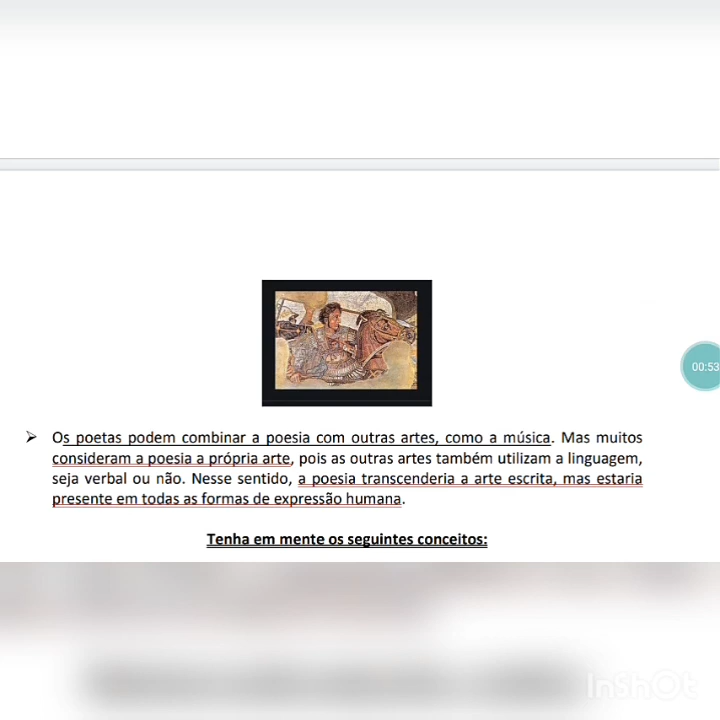 00:53
Os poetas podem combinar a poesia com outras artes, como a música. Mas muitos
consideram a poesia a própria arte, pois as outras artes também utilizam a linguagem,
seja verbal ou não. Nesse sentido, a poesia transcenderia a arte escrita, mas estaria
presente em todas as formas de expressão humana.
Tenha em mente os seguintes conceitos:
InShOt